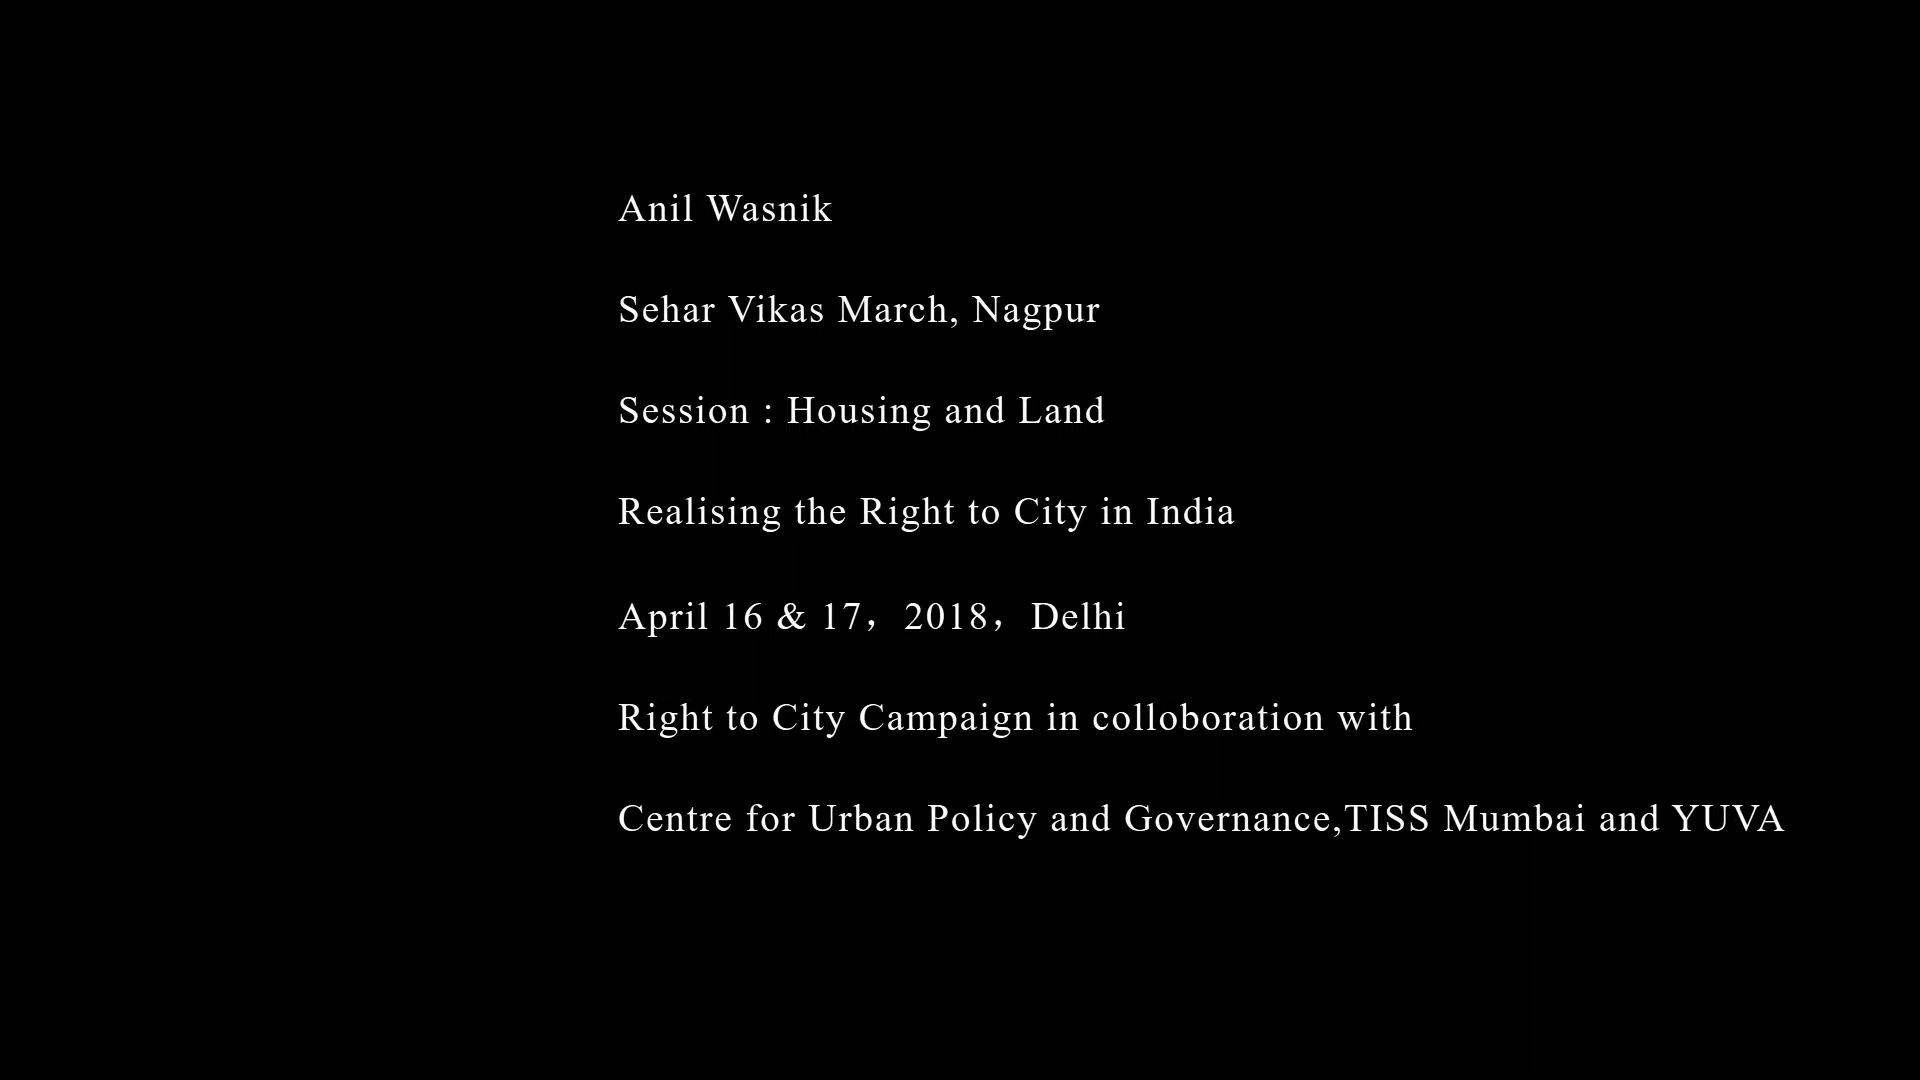 Anil Wasnik
Sehar Vikas March, Nagpur
Session : Housing and Land
Realising the Right to City in India
April 16 & 17, 2018, Delhi
Right to City Campaign in colloboration with
Centre for Urban Policy and Governance,TISS Mumbai and YUVA